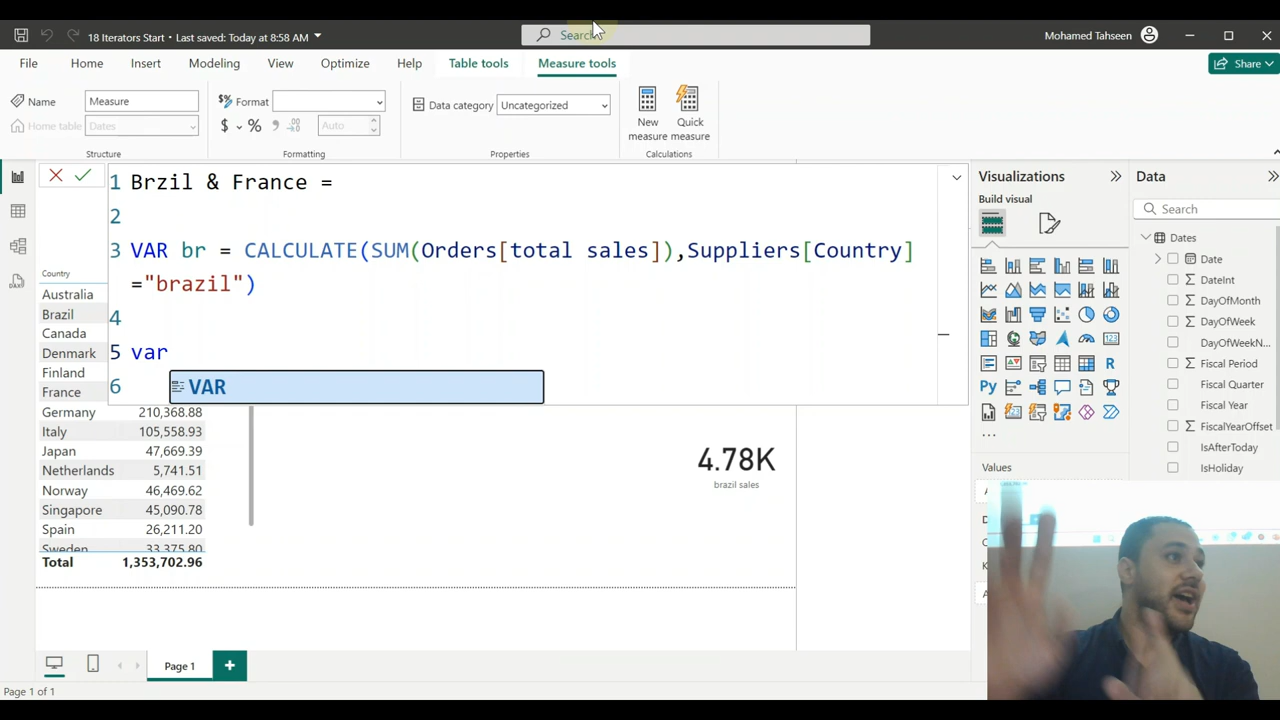 18 Iterators Start • Last saved: Today at 8:58 AM
Search
Mohamed Tahseen
File
Home
Insert
Modeling
View
Optimize
Help
Table tools
Measure tools
Share
Name
Measure
Home table
Dates
Structure
Format
$ %
Auto
Formatting
Data category
Uncategorized
Properties
New measure
Quick measure
Calculations
1 Brzil & France =
2
3 VAR br = CALCULATE(SUM(Orders[total sales]),Suppliers[Country]
="brazil")
4
5 var
6
VAR
Country
Australia
Brazil
Canada
Denmark
Finland
France
Germany 210,368.88
Italy 105,558.93
Japan 47,669.39
Netherlands 5,741.51
Norway 46,469.62
Singapore 45,090.78
Spain 26,211.20
Sweden 33,375.80
Total 1,353,702.96
4.78K
brazil sales
Visualizations
Build visual
R
Py
123
...
Values
Data
Search
Dates
Date
DateInt
DayOfMonth
DayOfWeek
DayOfWeekN...
Fiscal Period
Fiscal Quarter
Fiscal Year
FiscalYearOffset
IsAfterToday
IsHoliday
Page 1
Page 1 of 1